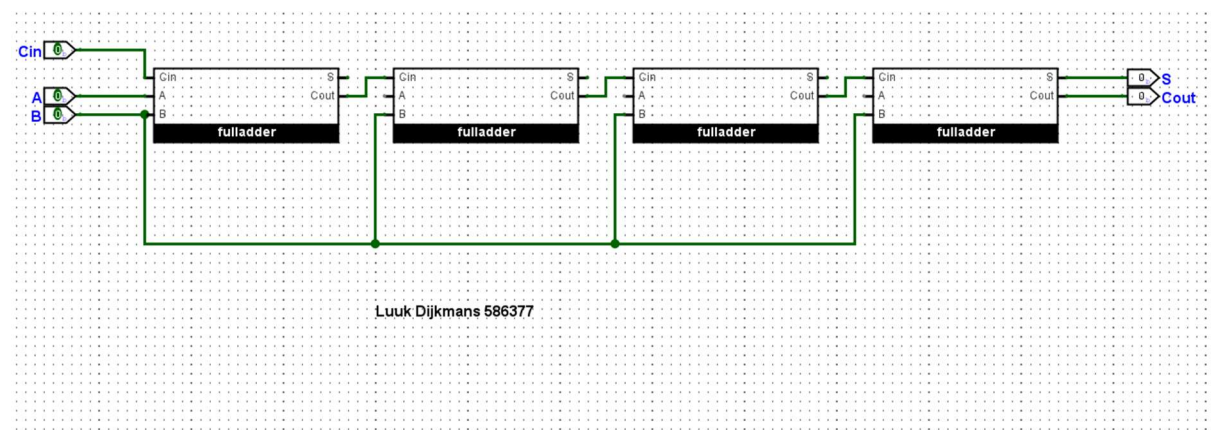 Cin 0
Cin S Cin S Cin S Cin S 0 S
A 0 A Cout A Cout A Cout A Cout 0 Cout
B 0 B B B B
fulladder fulladder fulladder fulladder
Luuk Dijkmans 586377